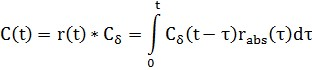 C(t) = r(t) * C_δ = ∫_0^t C_δ(t − τ)r_abs(τ)dτ